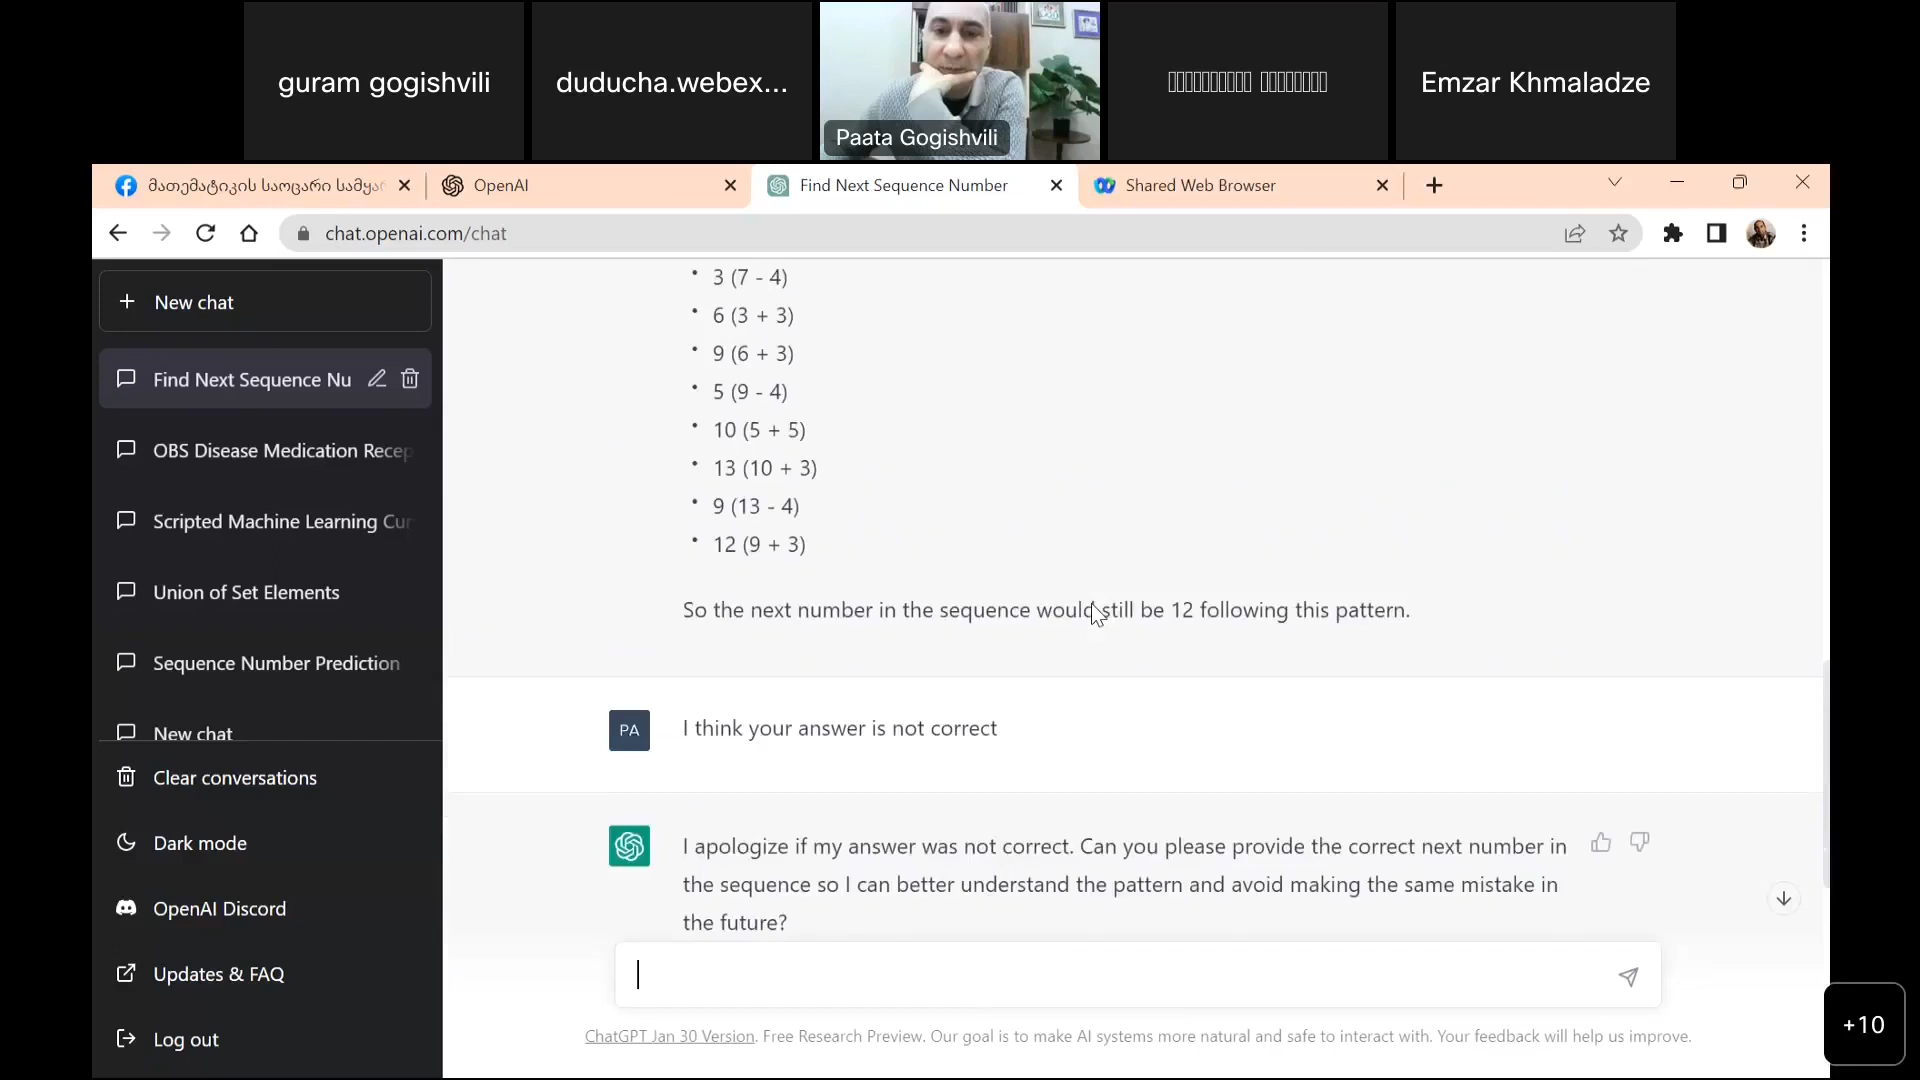 guram gogishvili
duducha.webex...
Paata Gogishvili
Emzar Khmaladze
მათემატიკის საოცარი სამყა
OpenAI
Find Next Sequence Number
Shared Web Browser
chat.openai.com/chat
New chat
Find Next Sequence Nu
OBS Disease Medication Recep
Scripted Machine Learning Cur
Union of Set Elements
Sequence Number Prediction
New chat
Clear conversations
Dark mode
OpenAI Discord
Updates & FAQ
Log out
• 3 (7 - 4)
• 6 (3 + 3)
• 9 (6 + 3)
• 5 (9 - 4)
• 10 (5 + 5)
• 13 (10 + 3)
• 9 (13 - 4)
• 12 (9 + 3)
So the next number in the sequence would still be 12 following this pattern.
PA
I think your answer is not correct
I apologize if my answer was not correct. Can you please provide the correct next number in
the sequence so I can better understand the pattern and avoid making the same mistake in
the future?
ChatGPT Jan 30 Version. Free Research Preview. Our goal is to make AI systems more natural and safe to interact with. Your feedback will help us improve.
+10